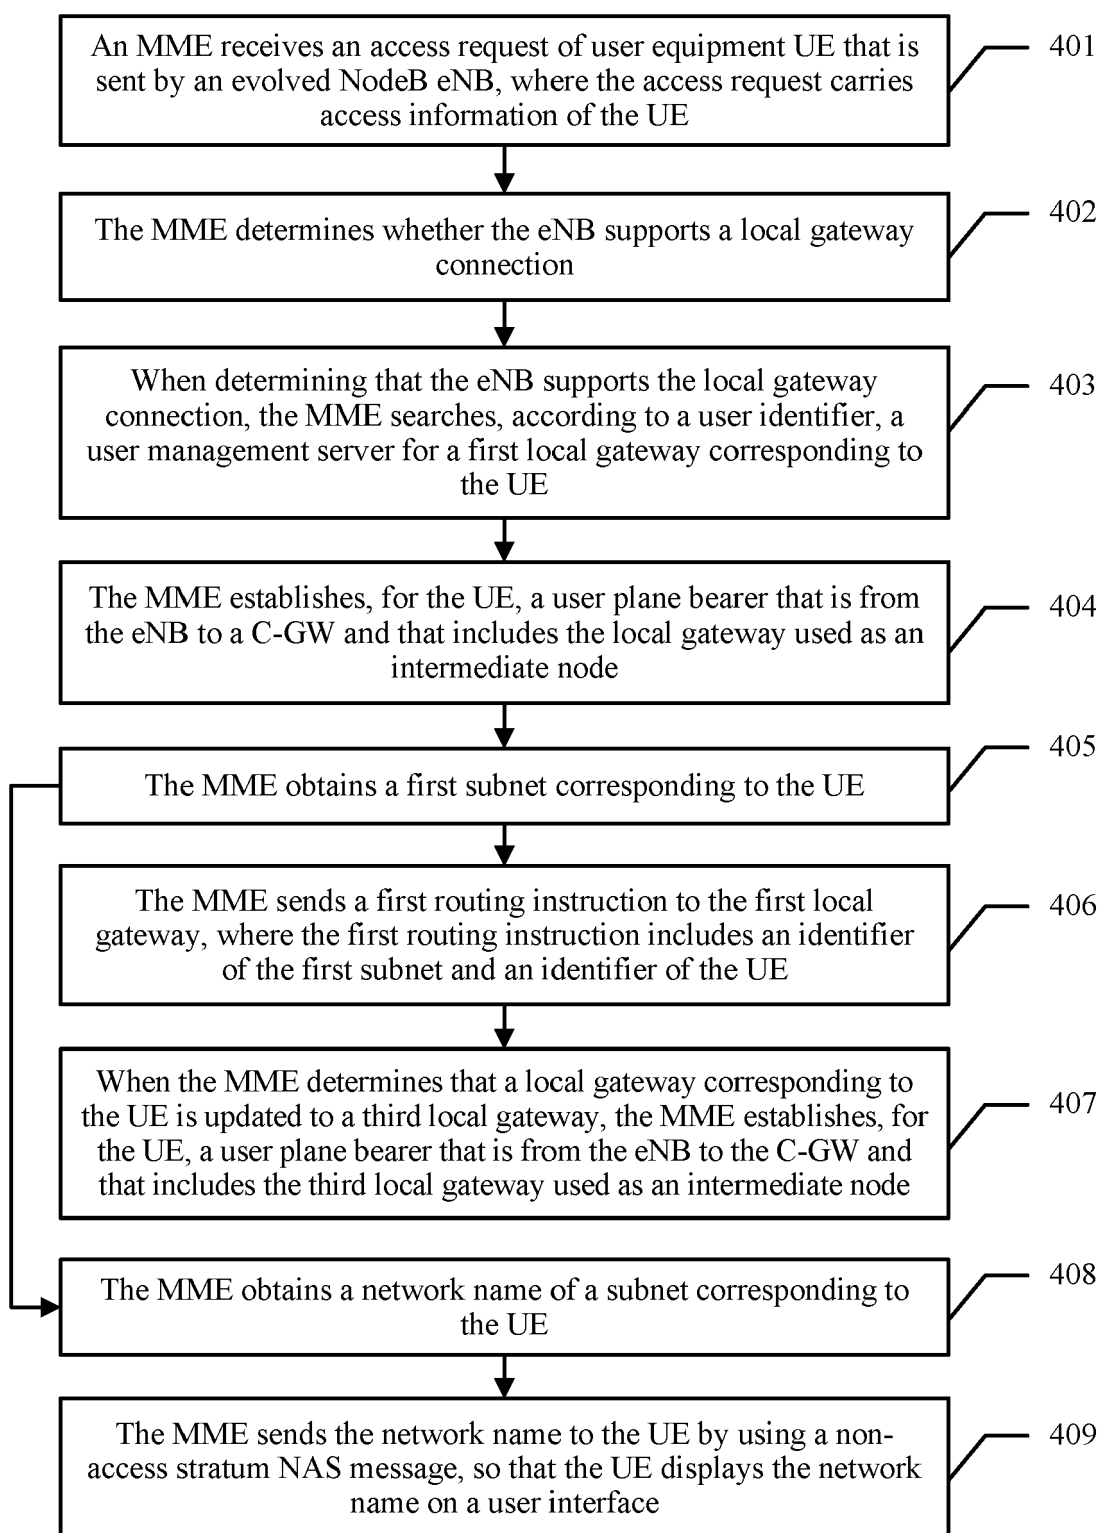 An MME receives an access request of user equipment UE that is
sent by an evolved NodeB eNB, where the access request carries
access information of the UE
401
The MME determines whether the eNB supports a local gateway
connection
402
When determining that the eNB supports the local gateway
connection, the MME searches, according to a user identifier, a
user management server for a first local gateway corresponding to
the UE
403
The MME establishes, for the UE, a user plane bearer that is from
the eNB to a C-GW and that includes the local gateway used as an
intermediate node
404
The MME obtains a first subnet corresponding to the UE
405
The MME sends a first routing instruction to the first local
gateway, where the first routing instruction includes an identifier
of the first subnet and an identifier of the UE
406
When the MME determines that a local gateway corresponding to
the UE is updated to a third local gateway, the MME establishes, for
the UE, a user plane bearer that is from the eNB to the C-GW and
that includes the third local gateway used as an intermediate node
407
The MME obtains a network name of a subnet corresponding to
the UE
408
The MME sends the network name to the UE by using a non-
access stratum NAS message, so that the UE displays the network
name on a user interface
409